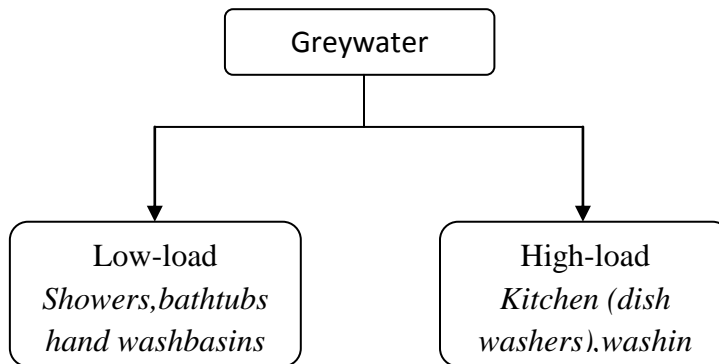 Greywater
Low-load
Showers,bathtubs
hand washbasins
High-load
Kitchen (dish
washers),washin